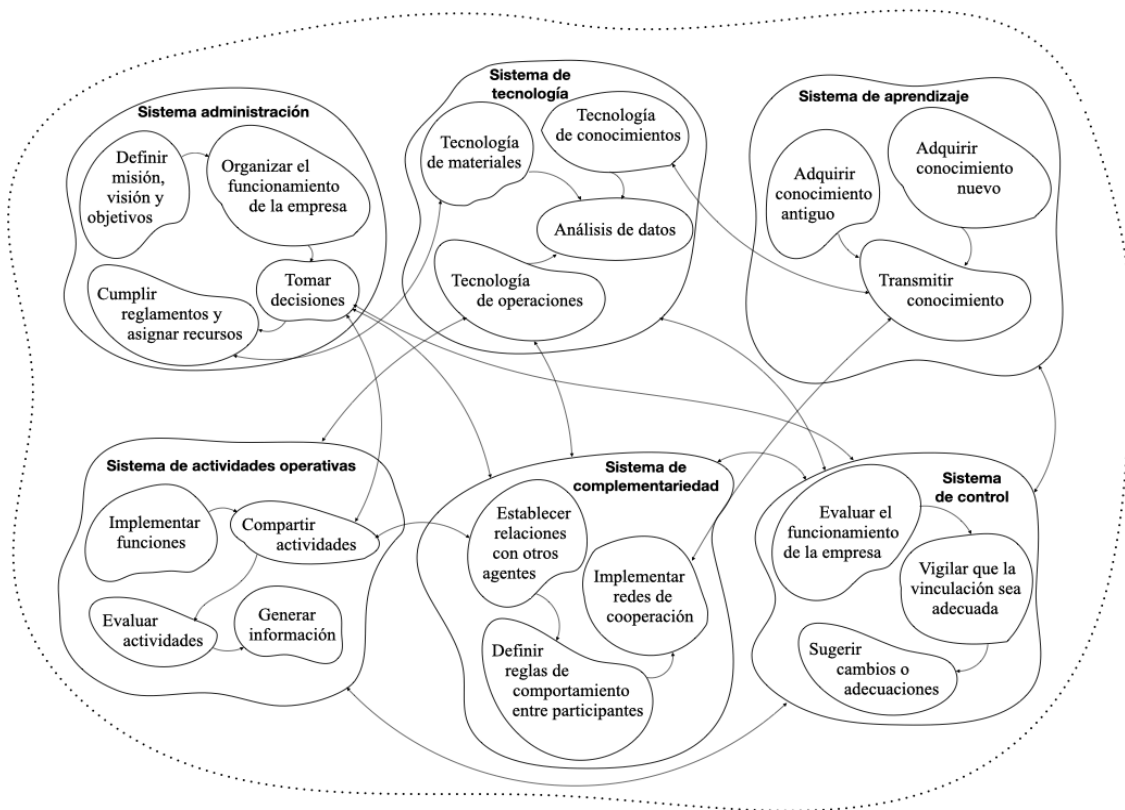 Sistema administración
Definir
misión,
visión y
objetivos
Organizar el
funcionamiento
de la empresa
Tomar
decisiones
Cumplir
reglamentos y
asignar recursos
Sistema de
tecnología
Tecnología
de materiales
Tecnología
de conocimientos
Análisis de datos
Tecnología
de operaciones
Sistema de aprendizaje
Adquirir
conocimiento
antiguo
Adquirir
conocimiento
nuevo
Transmitir
conocimiento
Sistema de actividades operativas
Implementar
funciones
Compartir
actividades
Evaluar
actividades
Generar
información
Sistema de
complementariedad
Establecer
relaciones
con otros
agentes
Implementar
redes de
cooperación
Definir
reglas de
comportamiento
entre participantes
Sistema
de control
Evaluar el
funcionamiento
de la empresa
Vigilar que la
vinculación sea
adecuada
Sugerir
cambios o
adecuaciones